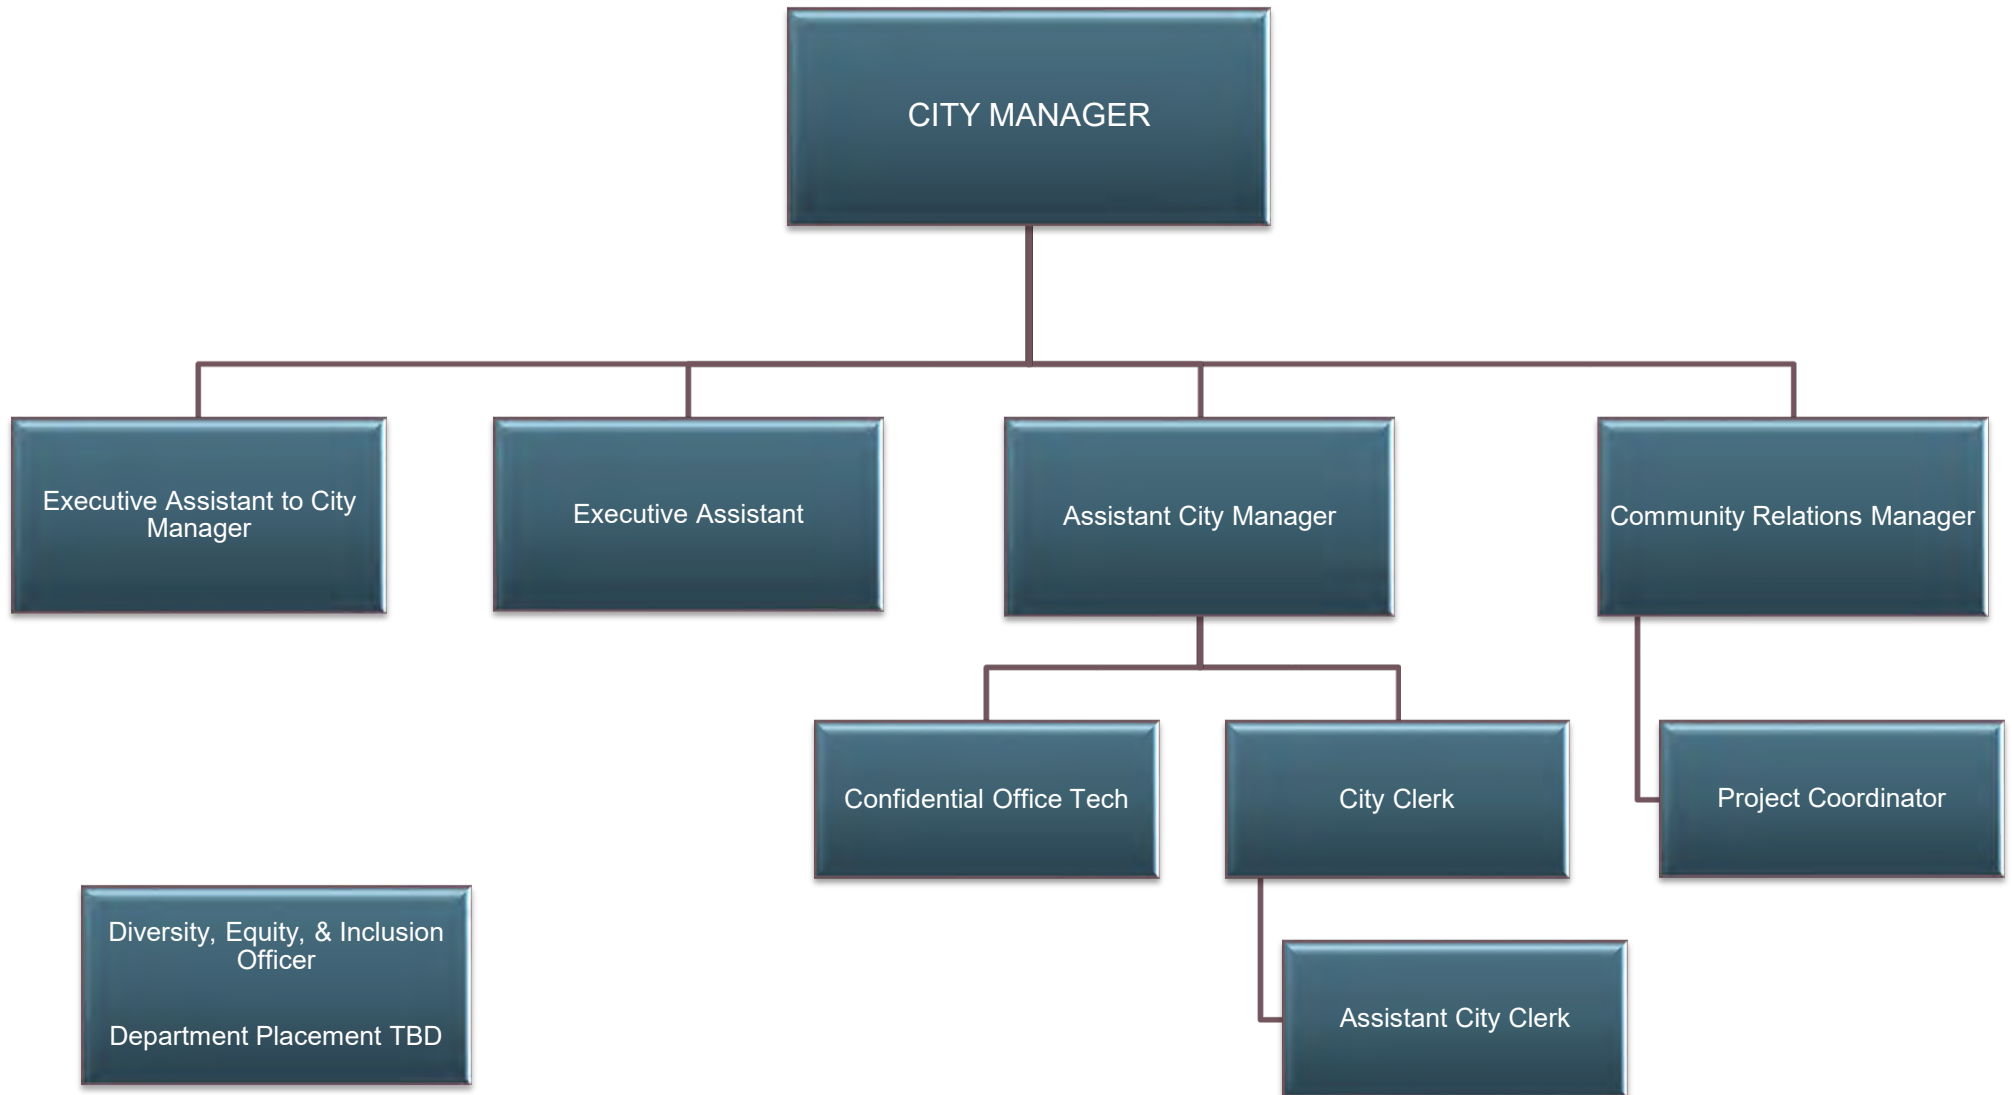 CITY MANAGER
Executive Assistant to City
Manager
Executive Assistant
Assistant City Manager
Community Relations Manager
Confidential Office Tech
City Clerk
Project Coordinator
Diversity, Equity, & Inclusion
Officer
Department Placement TBD
Assistant City Clerk